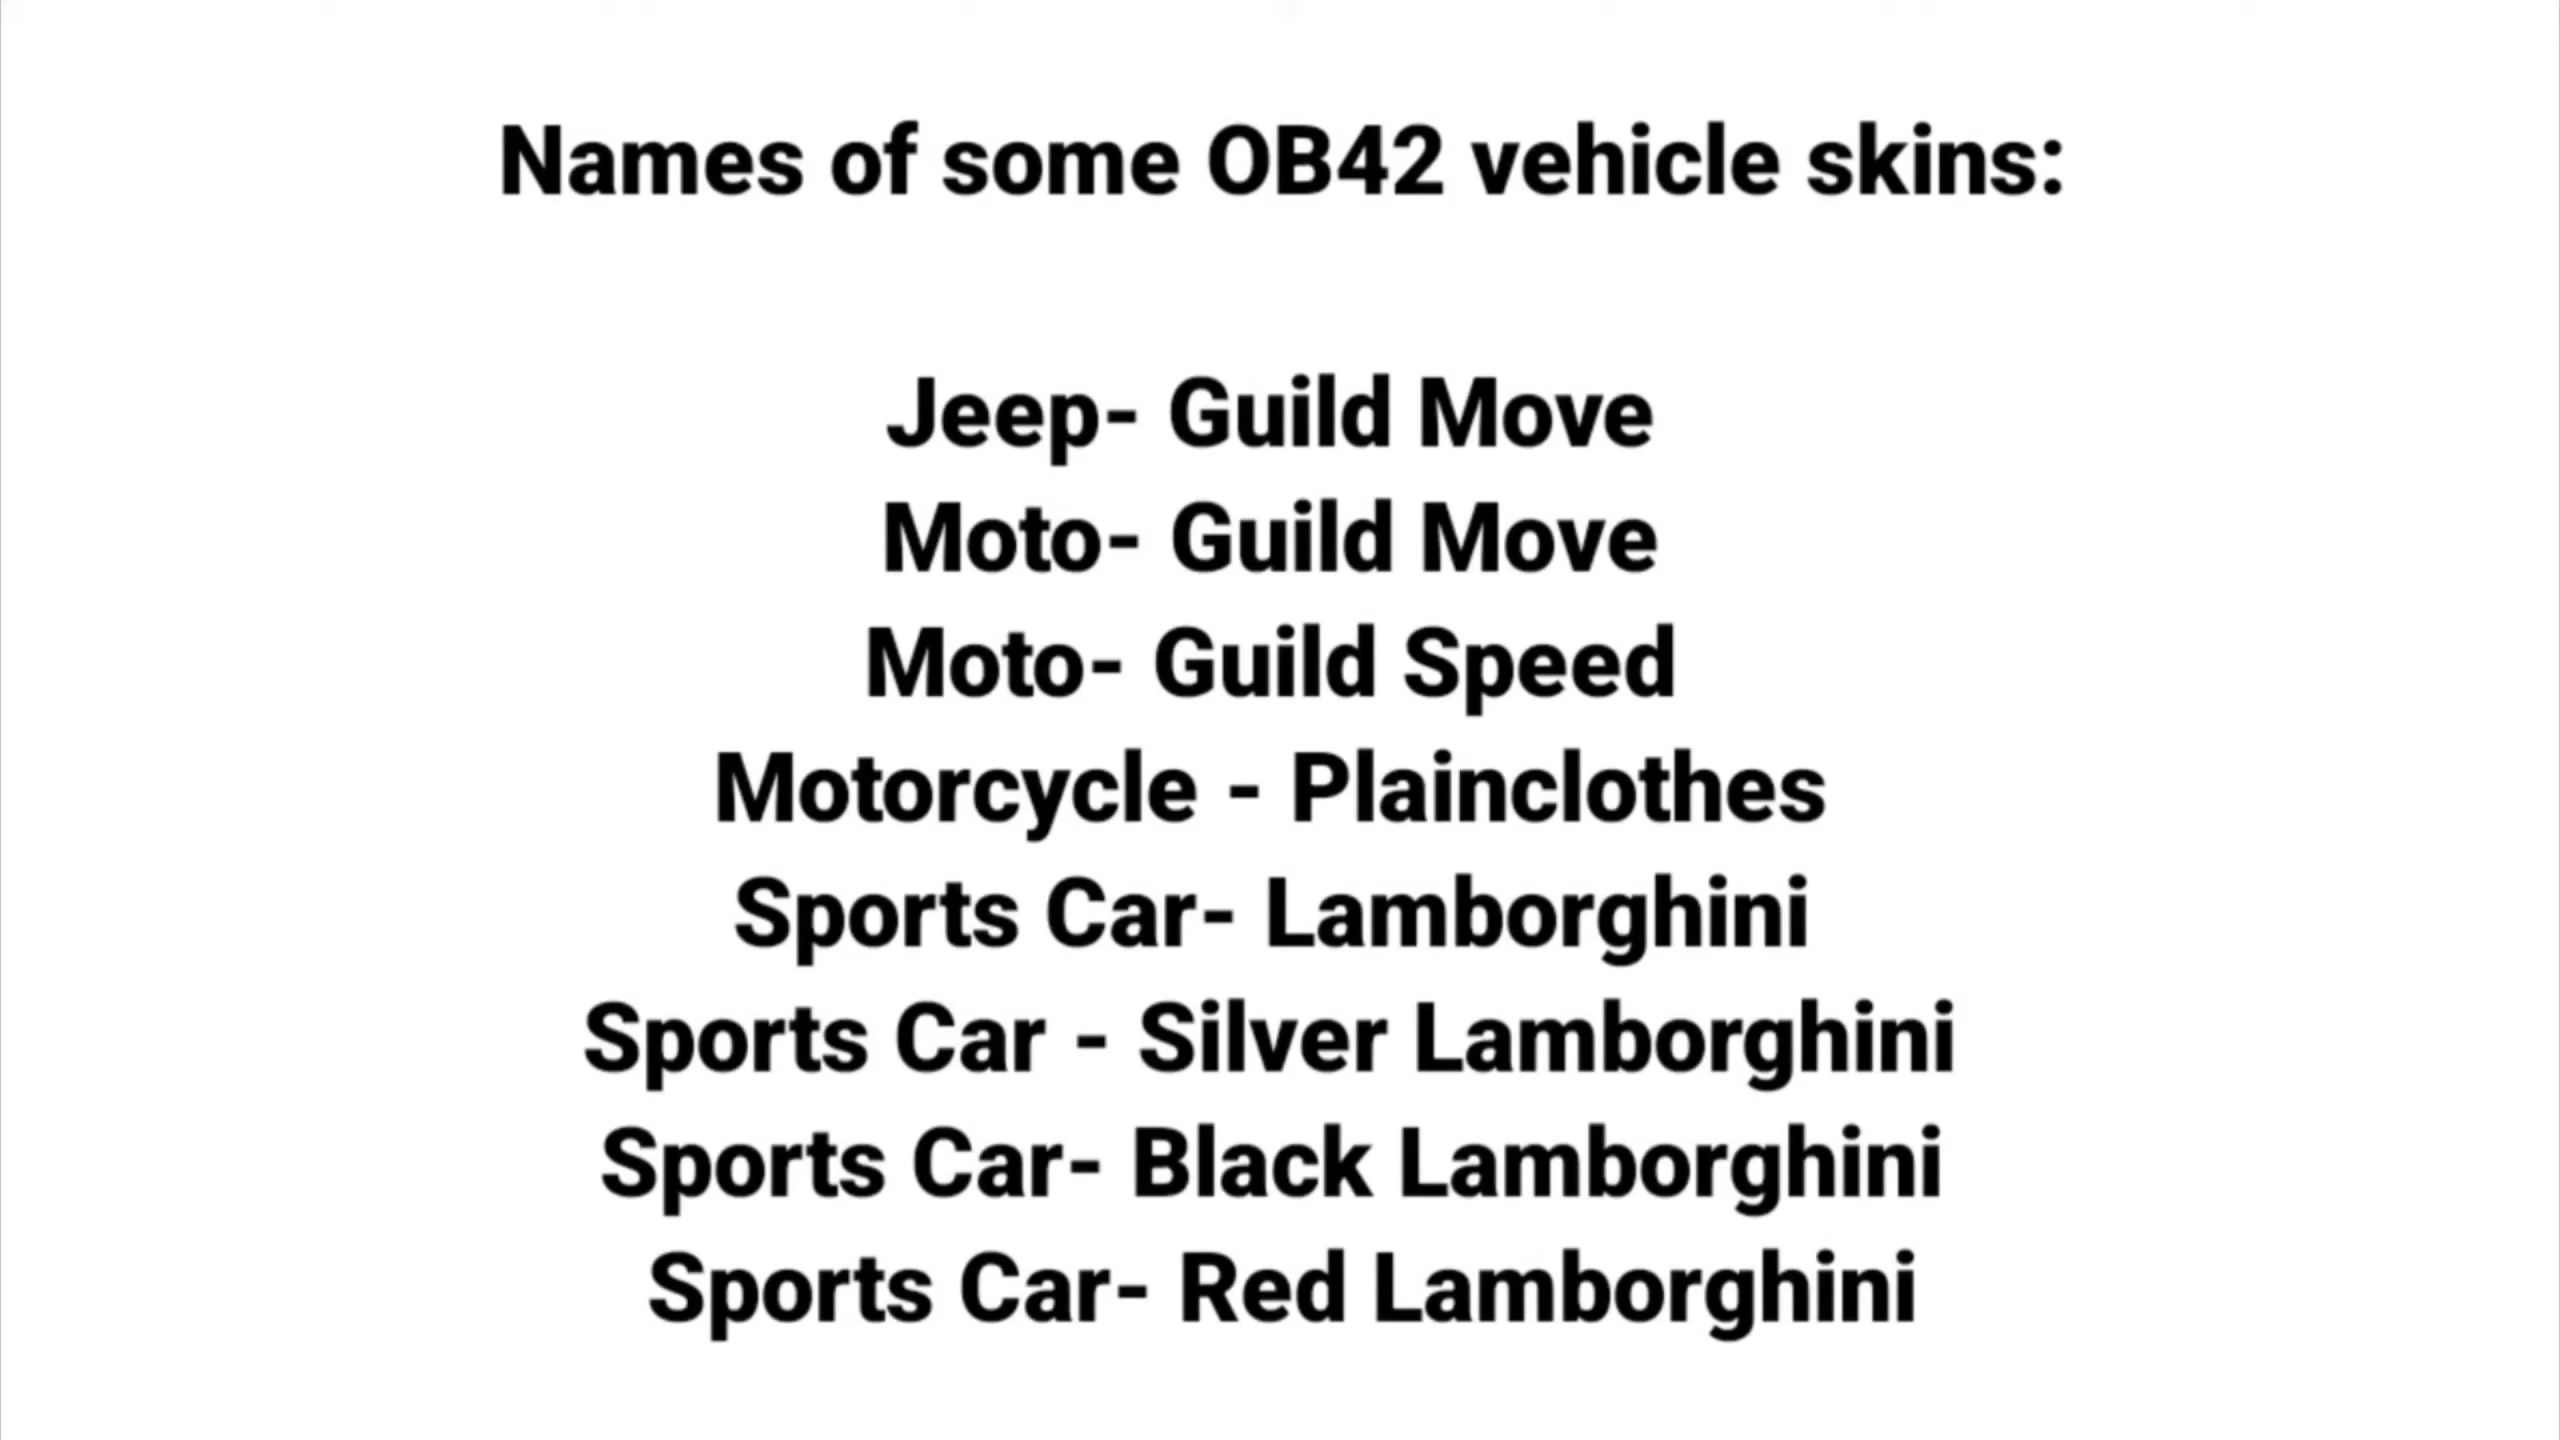 Names of some OB42 vehicle skins:
Jeep- Guild Move
Moto- Guild Move
Moto- Guild Speed
Motorcycle - Plainclothes
Sports Car- Lamborghini
Sports Car - Silver Lamborghini
Sports Car- Black Lamborghini
Sports Car- Red Lamborghini